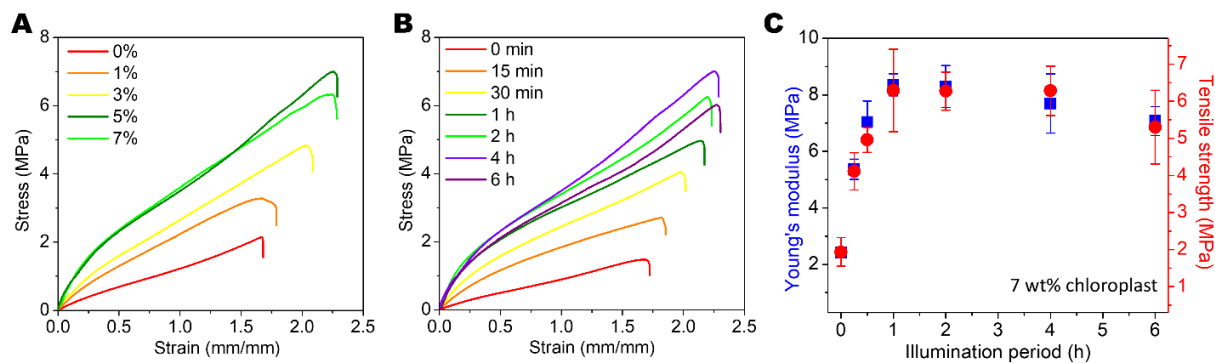 A
8
6
4
2
0
Stress (MPa)
0%
1%
3%
5%
7%
0.0 0.5 1.0 1.5 2.0 2.5
Strain (mm/mm)
B
8
6
4
2
0
Stress (MPa)
0 min
15 min
30 min
1 h
2 h
4 h
6 h
0.0 0.5 1.0 1.5 2.0 2.5
Strain (mm/mm)
C
10
8
6
4
2
Young's modulus (MPa)
7 wt% chloroplast
0 1 2 3 4 5 6
Illumination period (h)
7
6
5
4
3
2
1
Tensile strength (MPa)